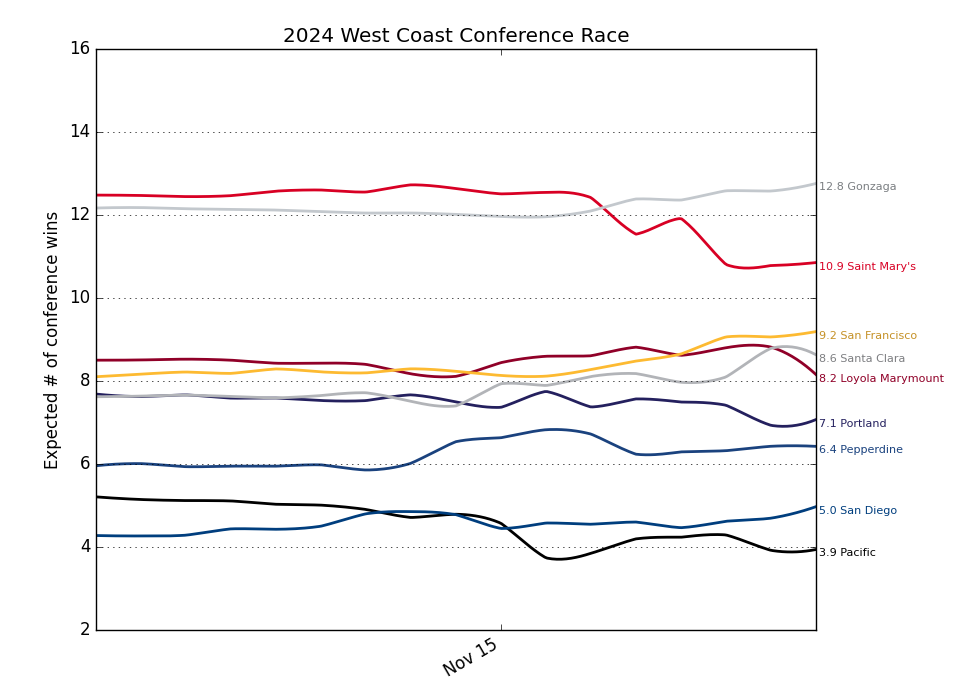 2024 West Coast Conference Race
16
14
12
10
8
6
4
2
Expected # of conference wins
Nov 15
12.8 Gonzaga
10.9 Saint Mary's
9.2 San Francisco
8.6 Santa Clara
8.2 Loyola Marymount
7.1 Portland
6.4 Pepperdine
5.0 San Diego
3.9 Pacific